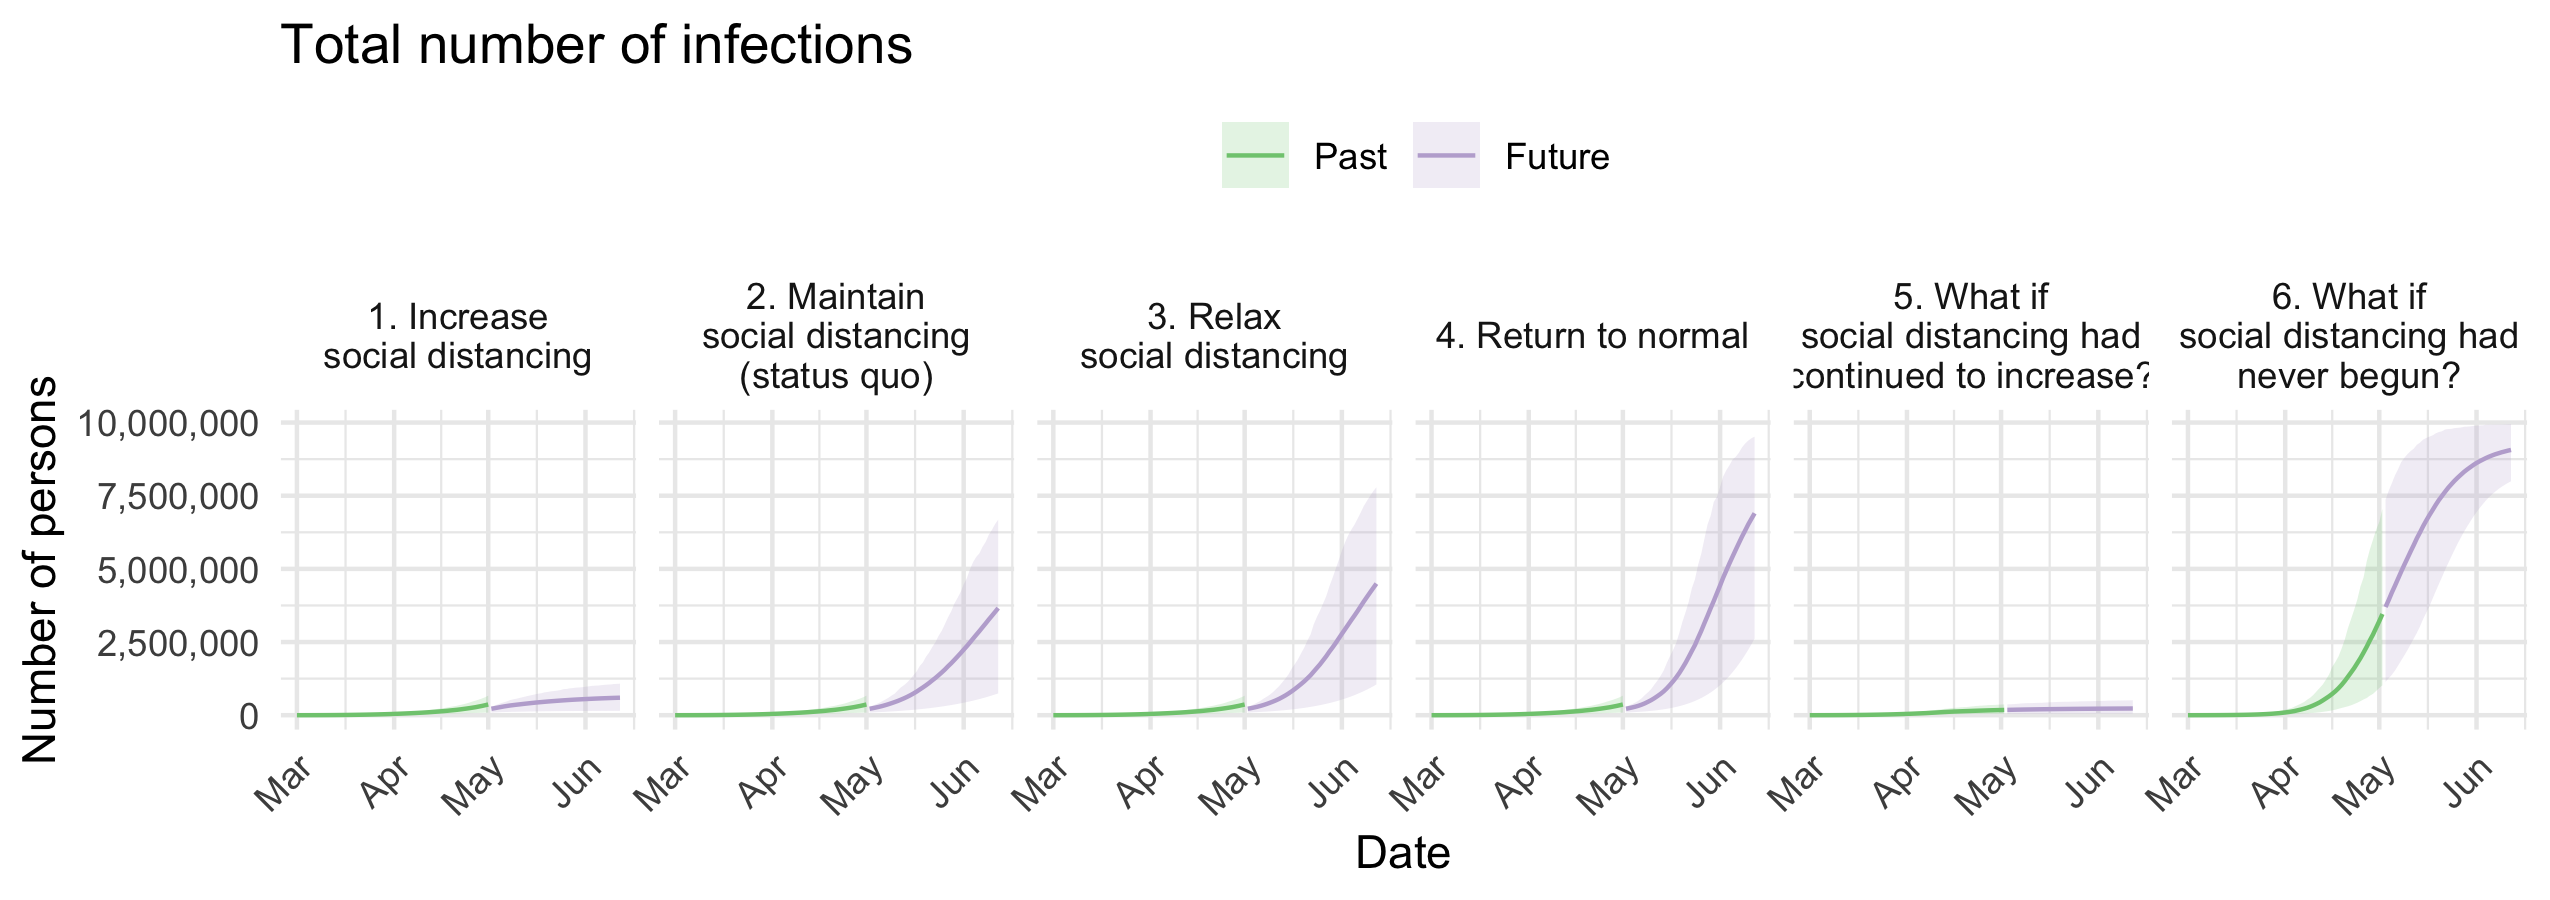 Total number of infections
Past
Future
1. Increase
social distancing
2. Maintain
social distancing
(status quo)
3. Relax
social distancing
4. Return to normal
5. What if
social distancing had
continued to increase?
6. What if
social distancing had
never begun?
Number of persons
10,000,000
7,500,000
5,000,000
2,500,000
0
Mar Apr May Jun Mar Apr May Jun Mar Apr May Jun Mar Apr May Jun Mar Apr May Jun Mar Apr May Jun
Date